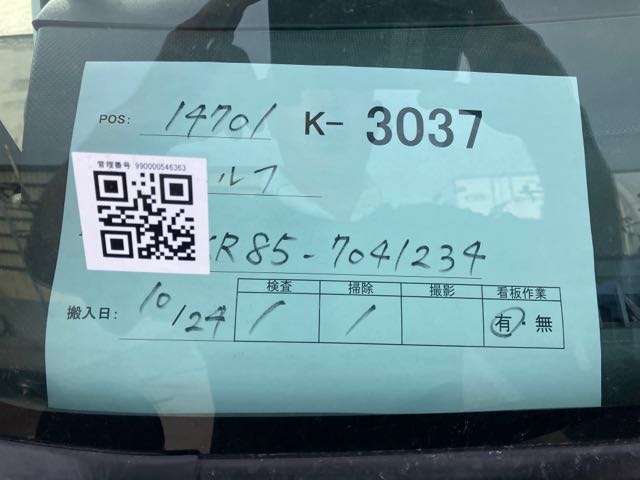 POS: 14701 K- 3037
管理番号 990000546363
ルフ
R85-7041234
搬入日: 10/24
検査 掃除 撮影 看板作業
/ / 有・無